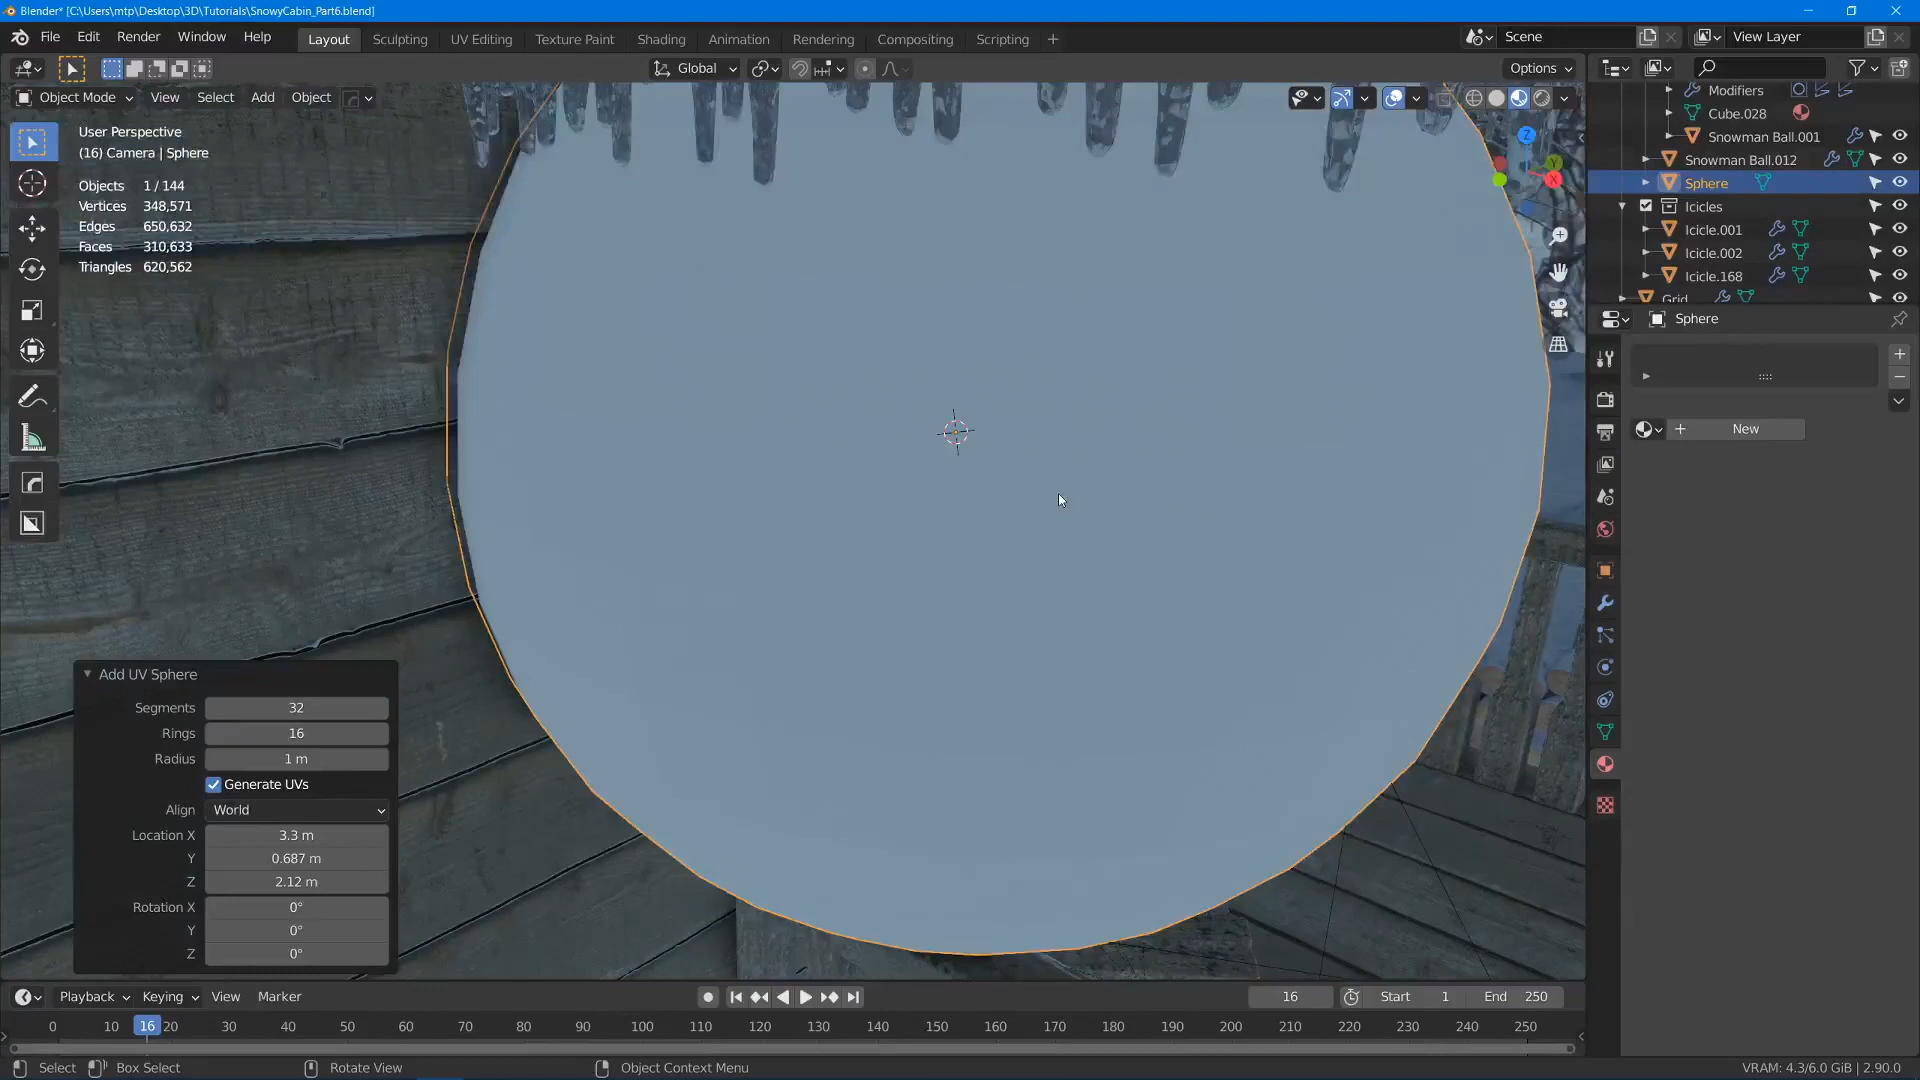 Blender* [C:\Users\mtp\Desktop\3D\Tutorials\SnowyCabin_Part6.blend]
File Edit Render Window Help Layout Sculpting UV Editing Texture Paint Shading Animation Rendering Compositing Scripting + Scene View Layer
Global Options
Object Mode View Select Add Object
User Perspective
(16) Camera | Sphere
Objects 1 / 144
Vertices 348,571
Edges 650,632
Faces 310,633
Triangles 620,562
Z
Y
X
Modifiers
Cube.028
Snowman Ball.001
Snowman Ball.012
Sphere
Icicles
Icicle.001
Icicle.002
Icicle.168
Grid
Sphere
New
Add UV Sphere
Segments 32
Rings 16
Radius 1 m
Generate UVs
Align World
Location X 3.3 m
Y 0.687 m
Z 2.12 m
Rotation X 0°
Y 0°
Z 0°
Playback Keying View Marker 16 Start 1 End 250
0 10 16 20 30 40 50 60 70 80 90 100 110 120 130 140 150 160 170 180 190 200 210 220 230 240 250
Select Box Select Rotate View Object Context Menu VRAM: 4.3/6.0 GiB | 2.90.0